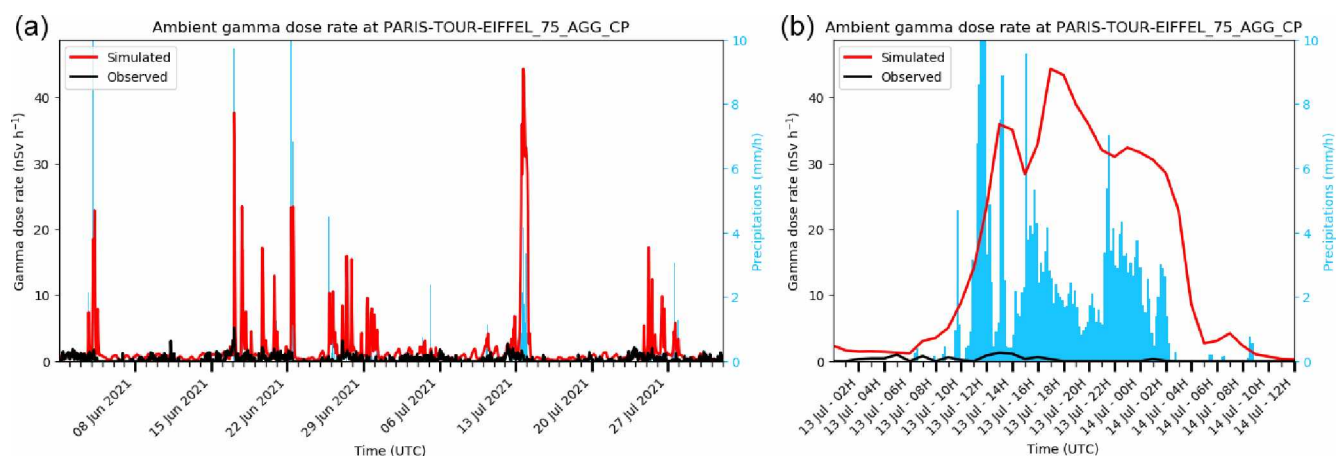 (a)
Ambient gamma dose rate at PARIS-TOUR-EIFFEL_75_AGG_CP
Simulated
Observed
Gamma dose rate (nSv h⁻¹)
40
30
20
10
0
10
8
6
4
2
0
Precipitations (mm/h)
08 Jun 2021
15 Jun 2021
22 Jun 2021
29 Jun 2021
06 Jul 2021
13 Jul 2021
20 Jul 2021
27 Jul 2021
Time (UTC)
(b)
Ambient gamma dose rate at PARIS-TOUR-EIFFEL_75_AGG_CP
Simulated
Observed
Gamma dose rate (nSv h⁻¹)
40
30
20
10
0
10
8
6
4
2
0
Precipitations (mm/h)
13 Jul - 02H
13 Jul - 04H
13 Jul - 06H
13 Jul - 08H
13 Jul - 10H
13 Jul - 12H
13 Jul - 14H
13 Jul - 16H
13 Jul - 18H
13 Jul - 20H
13 Jul - 22H
14 Jul - 00H
14 Jul - 02H
14 Jul - 04H
14 Jul - 06H
14 Jul - 08H
14 Jul - 10H
14 Jul - 12H
Time (UTC)